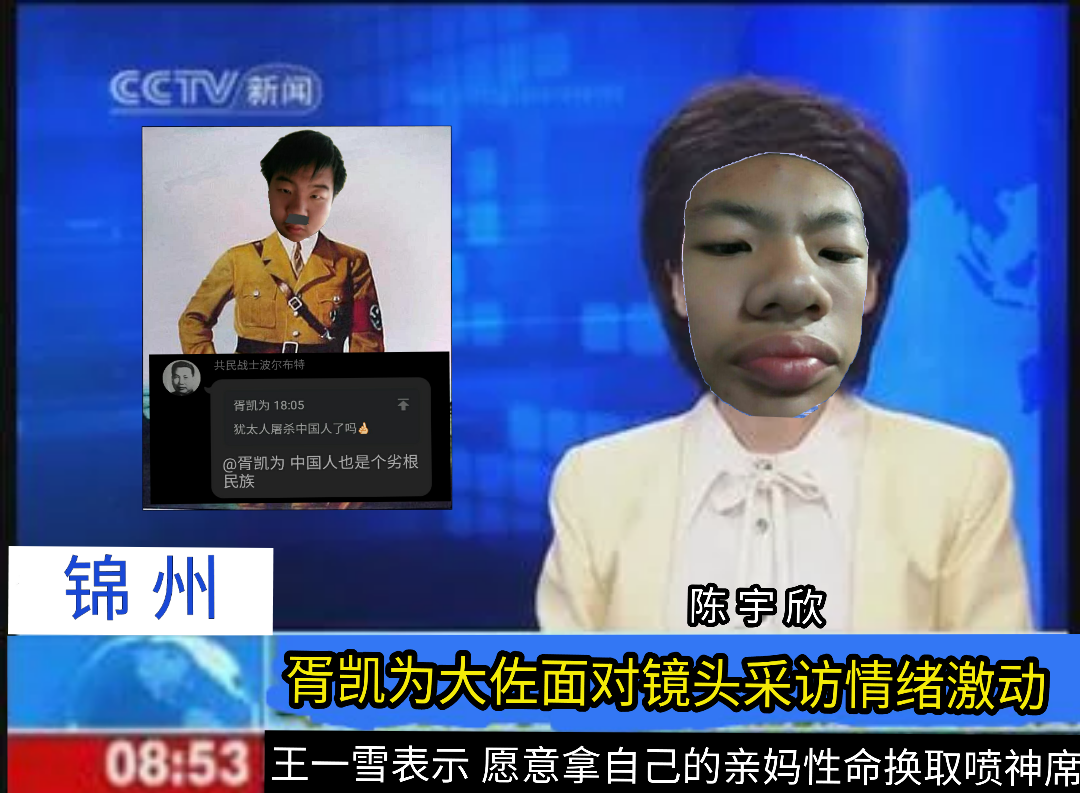 CCTV新闻
共民战士波尔布特
胥凯为 18:05
犹太人屠杀中国人了吗🤞🏻
@胥凯为 中国人也是个劣根
民族
锦州
陈宇欣
胥凯为大佐面对镜头采访情绪激动
08:53
王一雪表示 愿意拿自己的亲妈性命换取喷神席